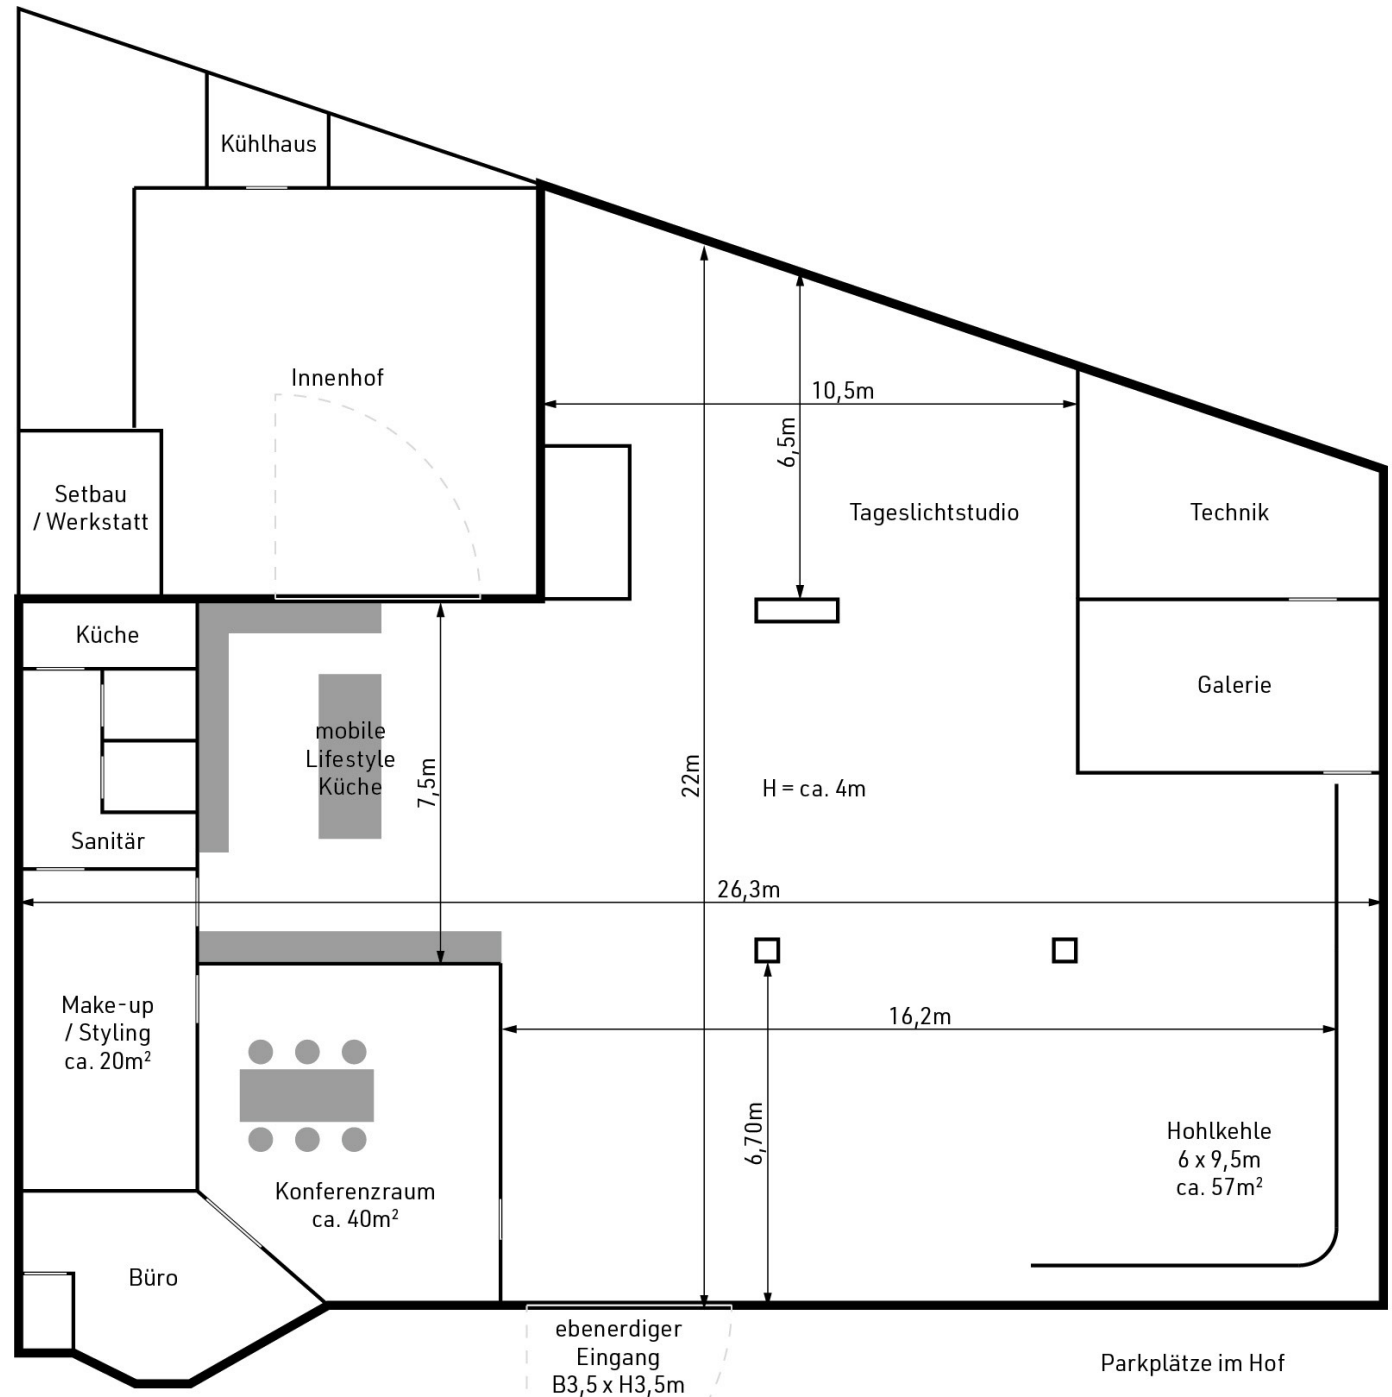 Kühlhaus
Innenhof
10,5m
6,5m
Setbau
/ Werkstatt
Tageslichtstudio
Technik
Küche
Galerie
mobile
Lifestyle
Küche
7,5m
22m
H = ca. 4m
Sanitär
26,3m
Make-up
/ Styling
ca. 20m²
16,2m
6,70m
Hohlkehle
6 x 9,5m
ca. 57m²
Konferenzraum
ca. 40m²
Büro
ebenerdiger
Eingang
B3,5 x H3,5m
Parkplätze im Hof